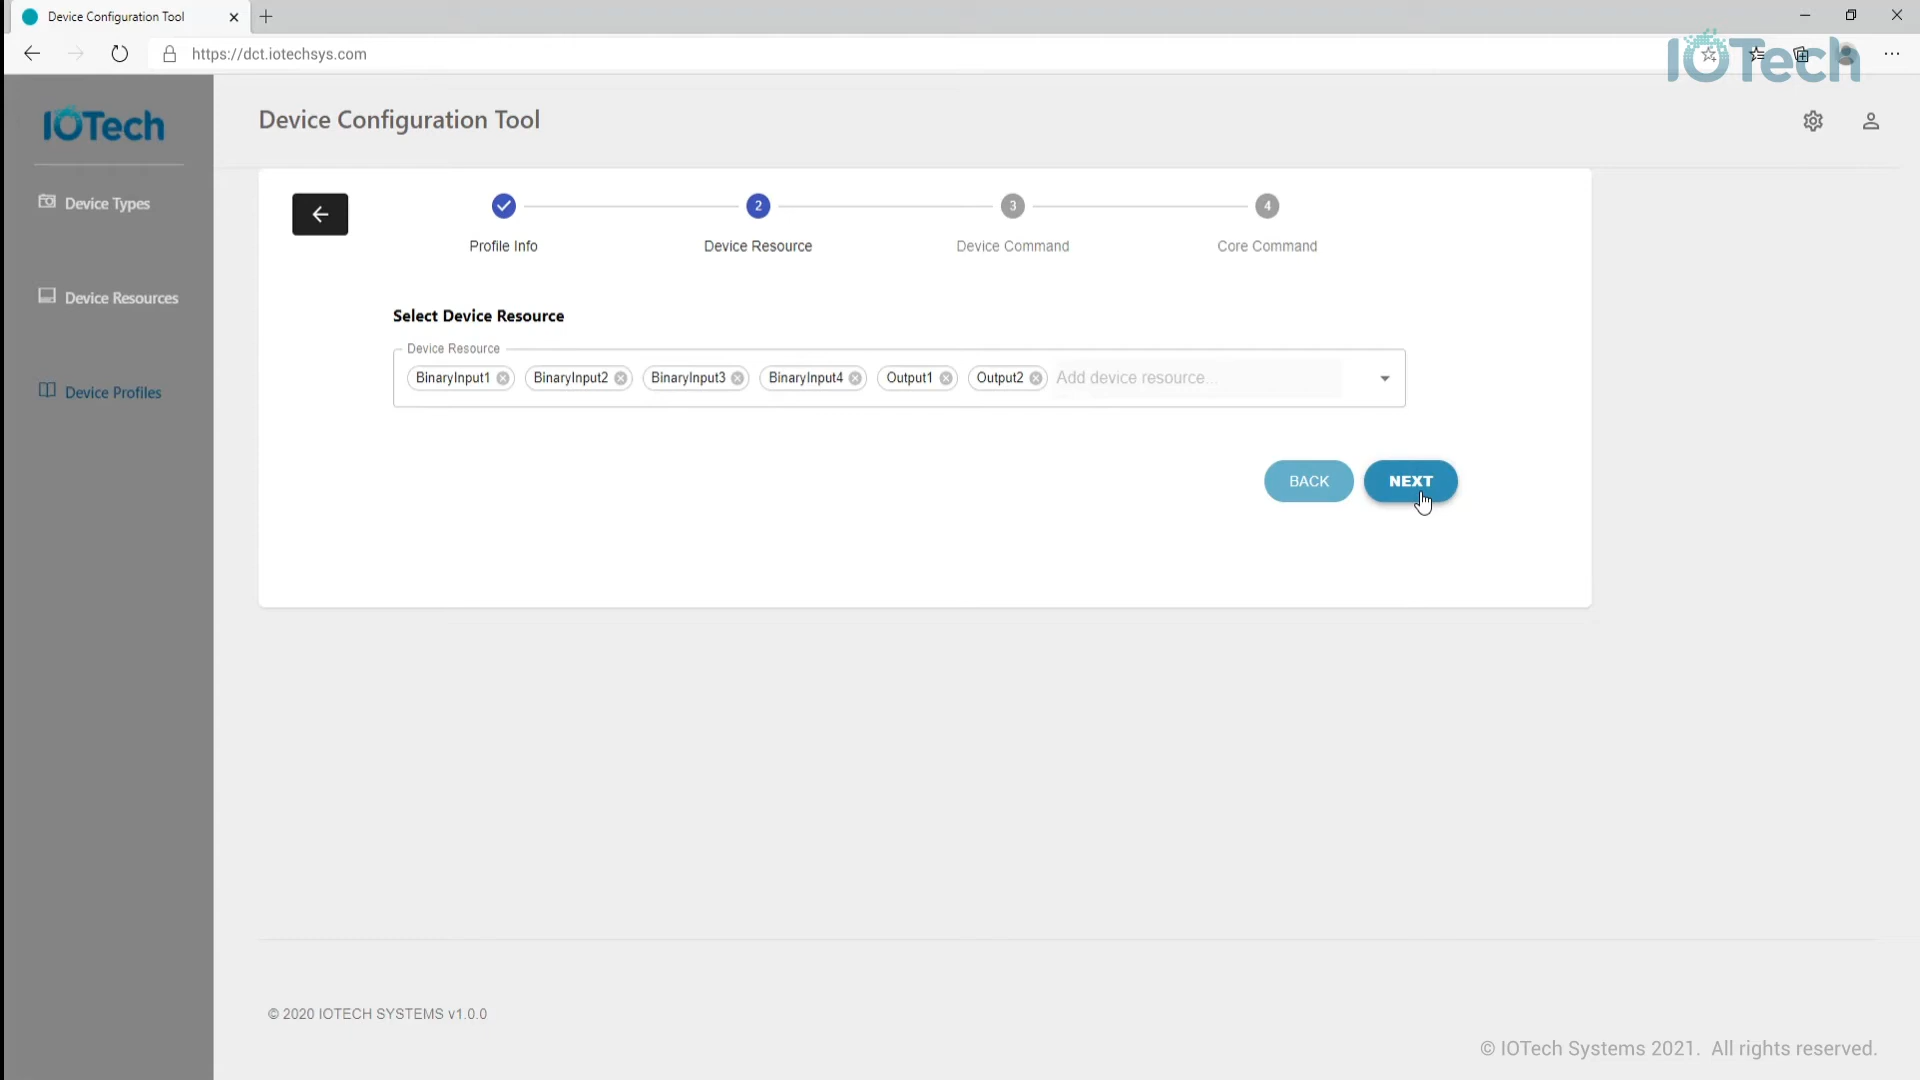 Device Configuration Tool
https://dct.iotechsys.com
IOTech
IOTech
Device Configuration Tool
Device Types
Device Resources
Device Profiles
2
3
4
Profile Info
Device Resource
Device Command
Core Command
Select Device Resource
Device Resource
BinaryInput1 BinaryInput2 BinaryInput3 BinaryInput4 Output1 Output2 Add device resource...
BACK
NEXT
© 2020 IOTECH SYSTEMS v1.0.0
© IOTech Systems 2021. All rights reserved.